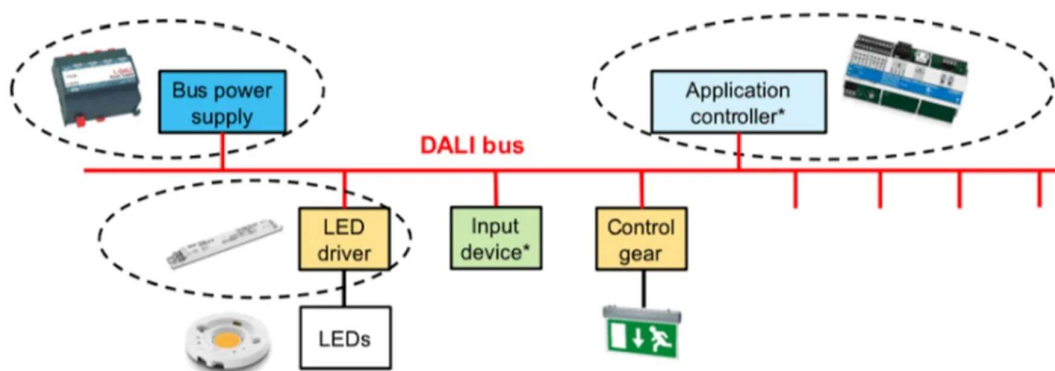 Bus power
supply
Application
controller*
DALI bus
LED
driver
Input
device*
Control
gear
LEDs